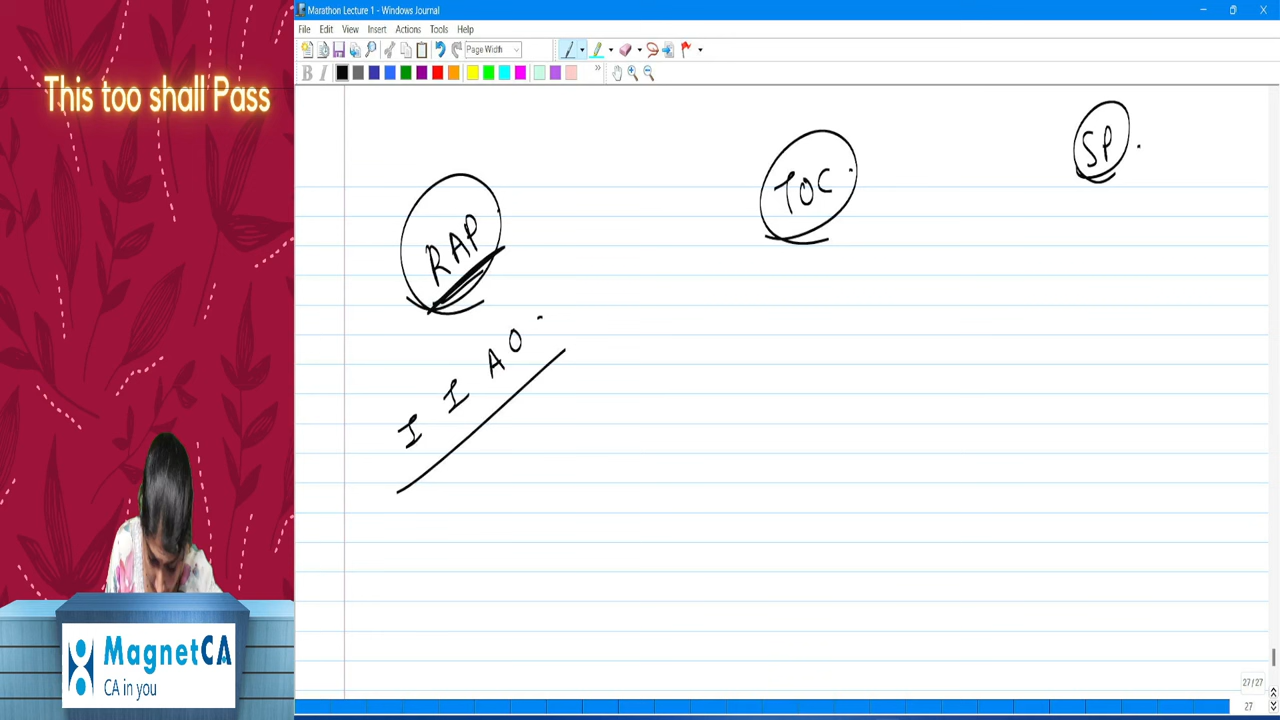 This too shall Pass
Marathon Lecture 1 - Windows Journal
File Edit View Insert Actions Tools Help
Page Width
B I
SP.
TOC
RAP
I I A O
MagnetCA
CA in you
27/27
27